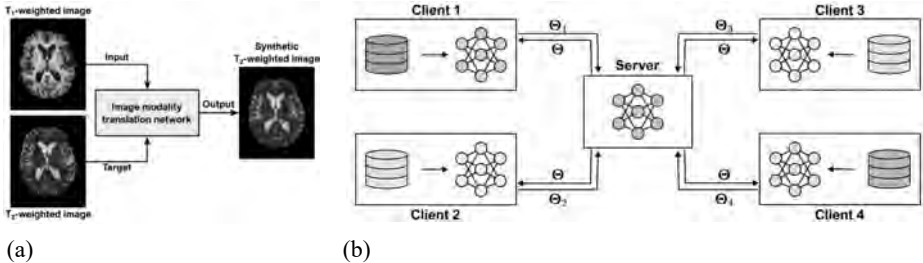 T₁-weighted image
Input
Image modality
translation network
Target
T₂-weighted image
Output
Synthetic
T₂-weighted image
(a)
Client 1
Θ₁
Θ
Client 2
Θ
Θ₂
Server
Client 3
Θ₃
Θ
Client 4
Θ
Θ₄
(b)